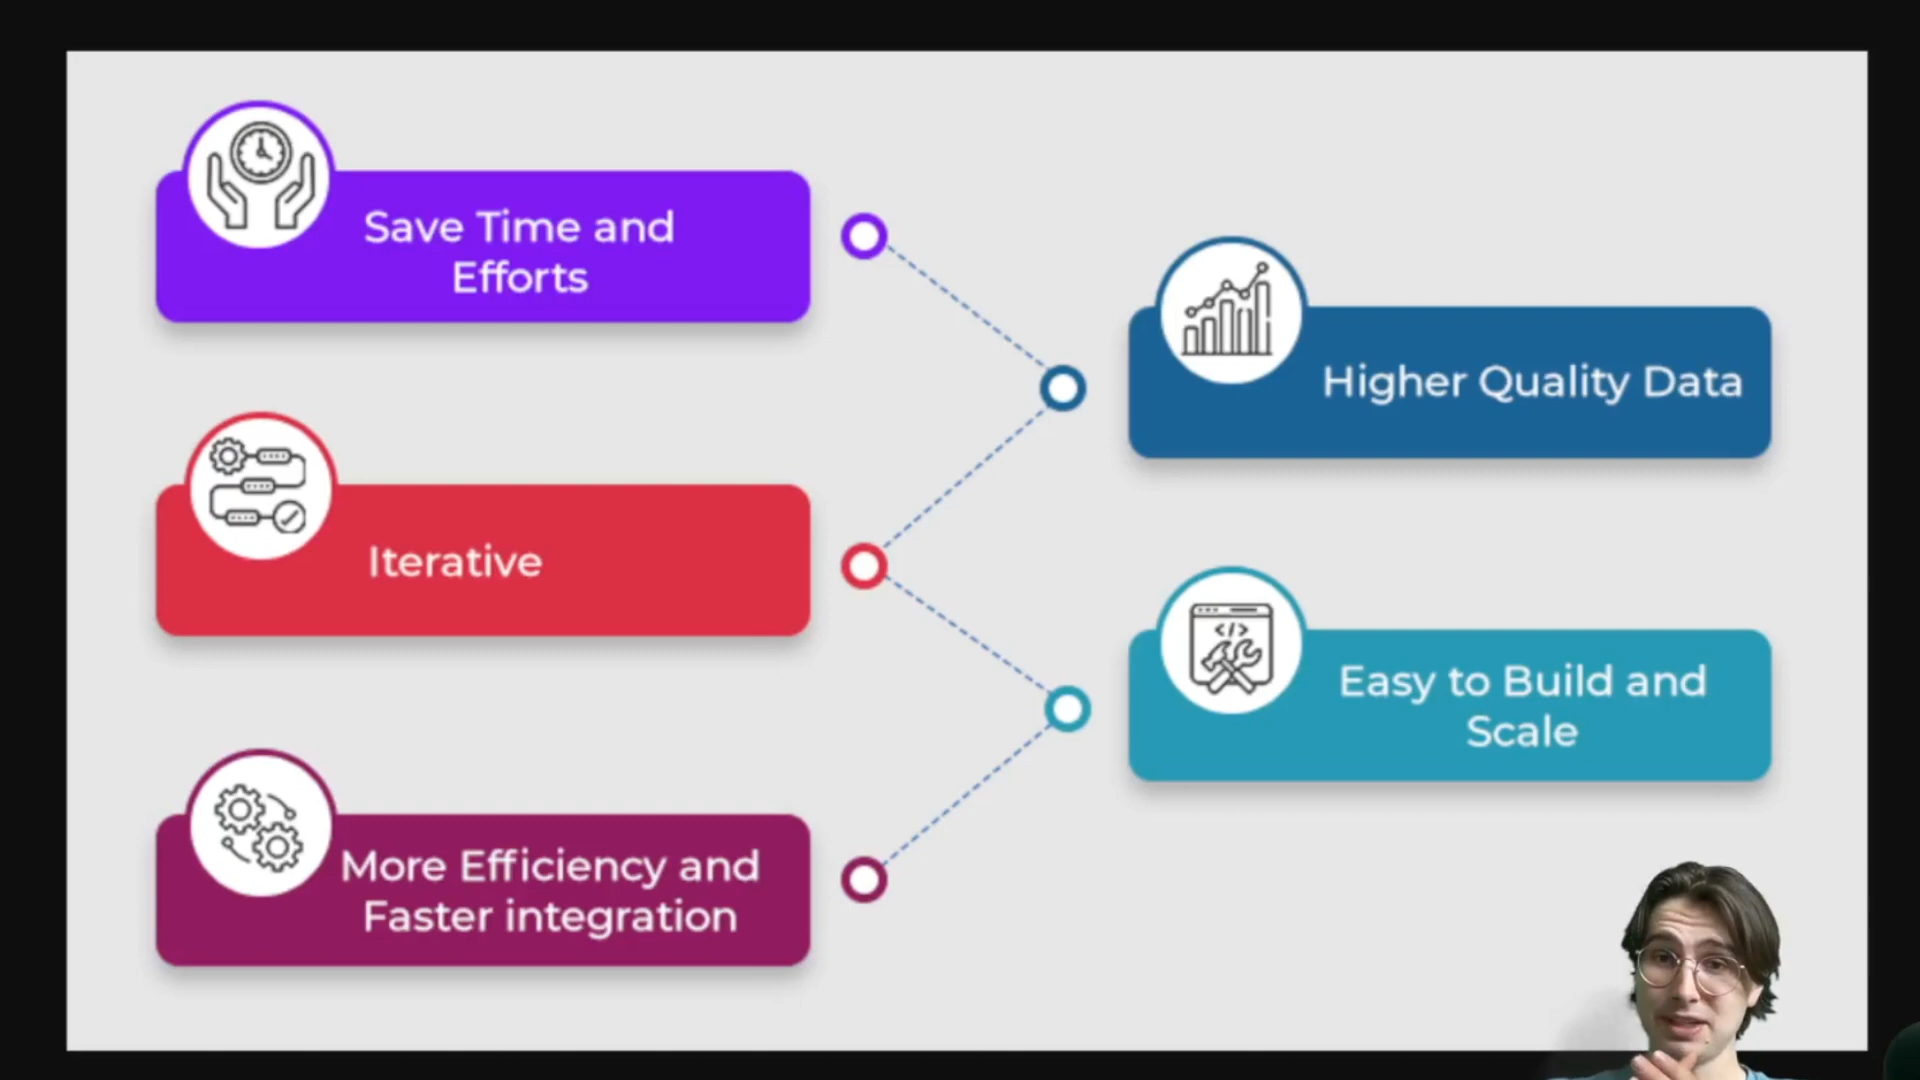 Save Time and
Efforts
Higher Quality Data
Iterative
</>
Easy to Build and
Scale
More Efficiency and
Faster integration